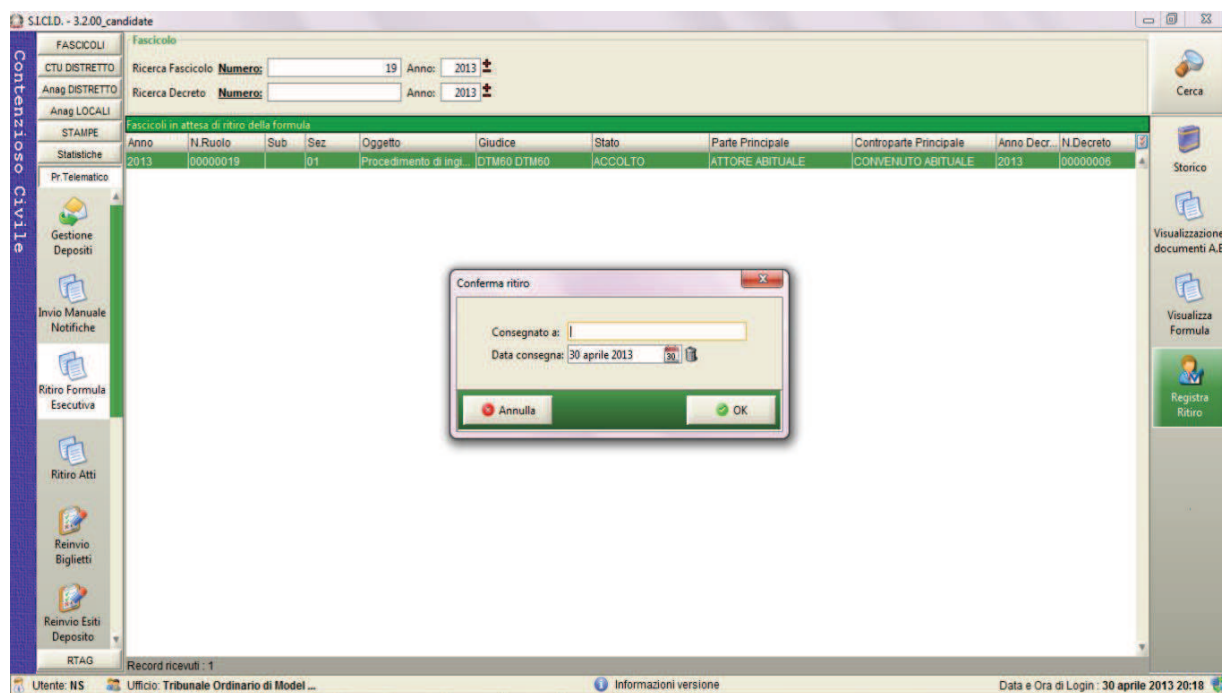 S.I.C.I.D. - 3.2.00_candidate
Contenzioso Civile
FASCICOLI
CTU DISTRETTO
Anag DISTRETTO
Anag LOCALI
STAMPE
Statistiche
Pr.Telematico
Gestione
Depositi
Invio Manuale
Notifiche
Ritiro Formula
Esecutiva
Ritiro Atti
Reinvio
Biglietti
Reinvio Esiti
Deposito
RTAG
Fascicolo
Ricerca Fascicolo Numero: 19 Anno: 2013
Ricerca Decreto Numero: Anno: 2013
Fascicoli in attesa di ritiro della formula
Anno N.Ruolo Sub Sez Oggetto Giudice Stato Parte Principale Controparte Principale Anno Decr... N.Decreto
2013 00000019 01 Procedimento di ingi... DTM60 DTM60 ACCOLTO ATTORE ABITUALE CONVENUTO ABITUALE 2013 00000006
Conferma ritiro
Consegnato a:
Data consegna: 30 aprile 2013 30
Annulla OK
Record ricevuti : 1
Cerca
Storico
Visualizzazione
documenti A.E
Visualizza
Formula
Registra
Ritiro
Utente: NS Ufficio: Tribunale Ordinario di Model ... Informazioni versione Data e Ora di Login : 30 aprile 2013 20:18